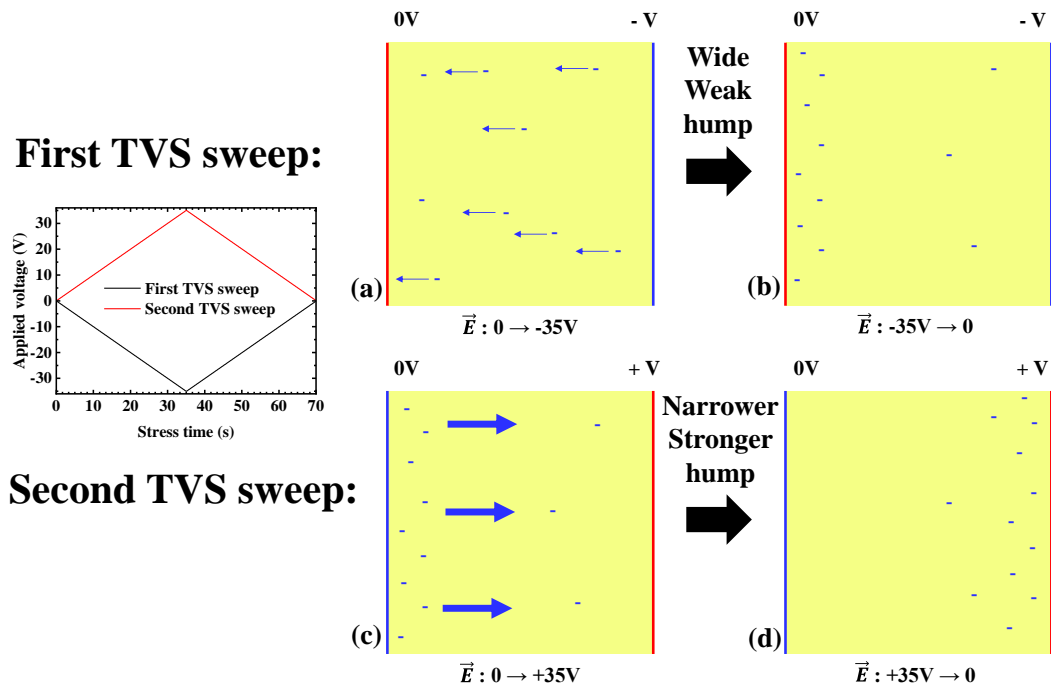 0V - V
0V - V
Wide
Weak
hump
First TVS sweep:
(a)
(b)
E⃗ : 0 → -35V
E⃗ : -35V → 0
Applied voltage (V)
30
20
10
0
-10
-20
-30
First TVS sweep
Second TVS sweep
0 10 20 30 40 50 60 70
Stress time (s)
0V + V
0V + V
Narrower
Stronger
hump
Second TVS sweep:
(c)
(d)
E⃗ : 0 → +35V
E⃗ : +35V → 0